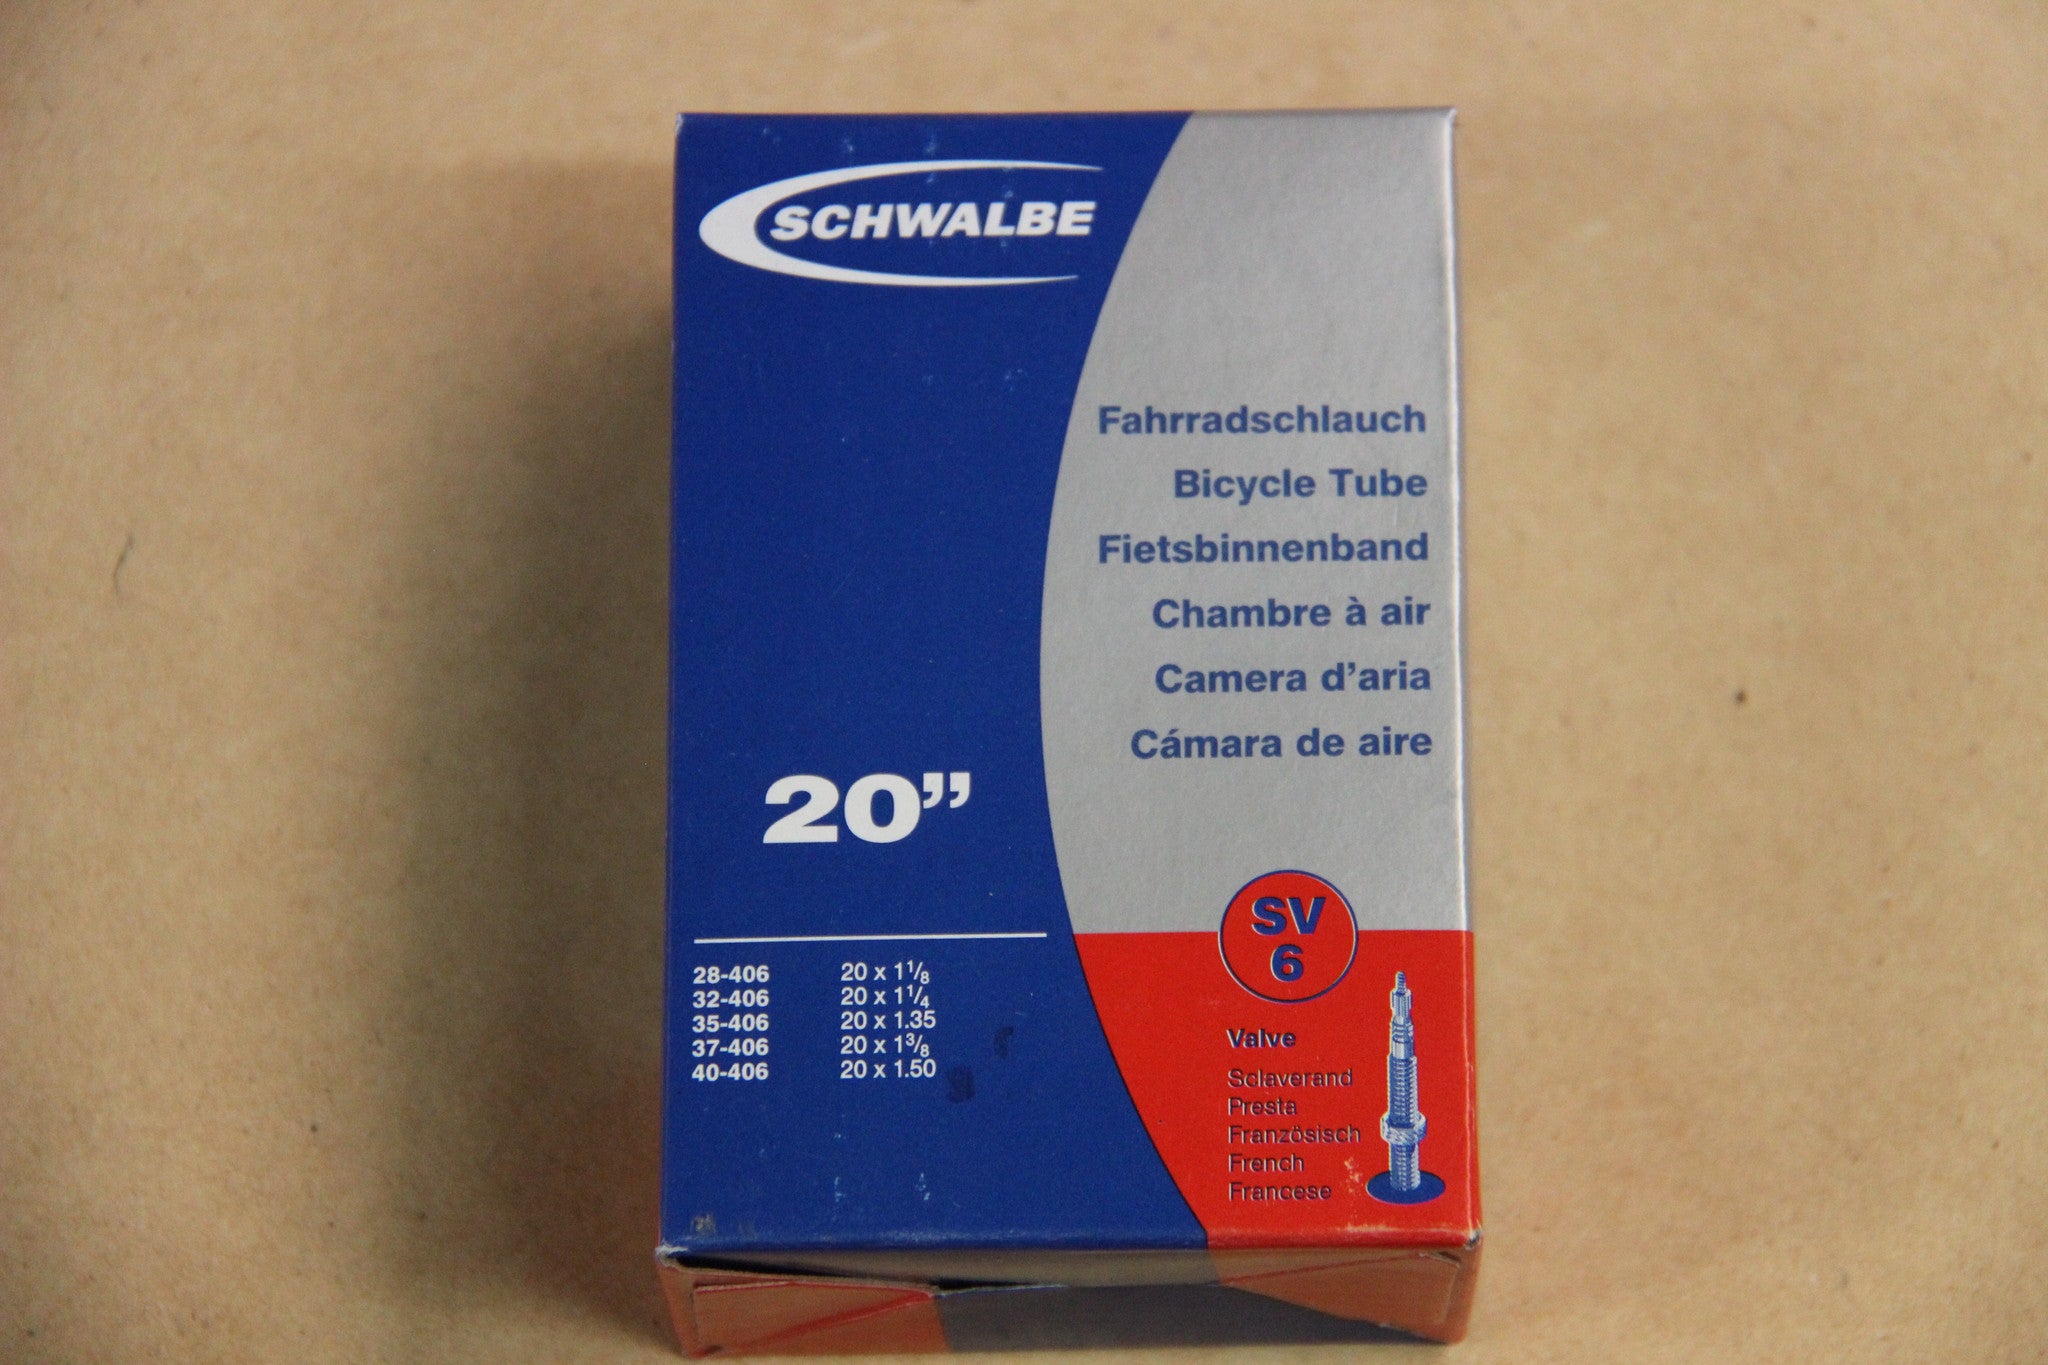 SCHWALBE
Fahrradschlauch
Bicycle Tube
Fietsbinnenband
Chambre à air
Camera d'aria
Cámara de aire
20”
28-406 20 x 1 1/8
32-406 20 x 1 1/4
35-406 20 x 1.35
37-406 20 x 1 3/8
40-406 20 x 1.50
SV
6
Valve
Sclaverand
Presta
Französisch
French
Francese